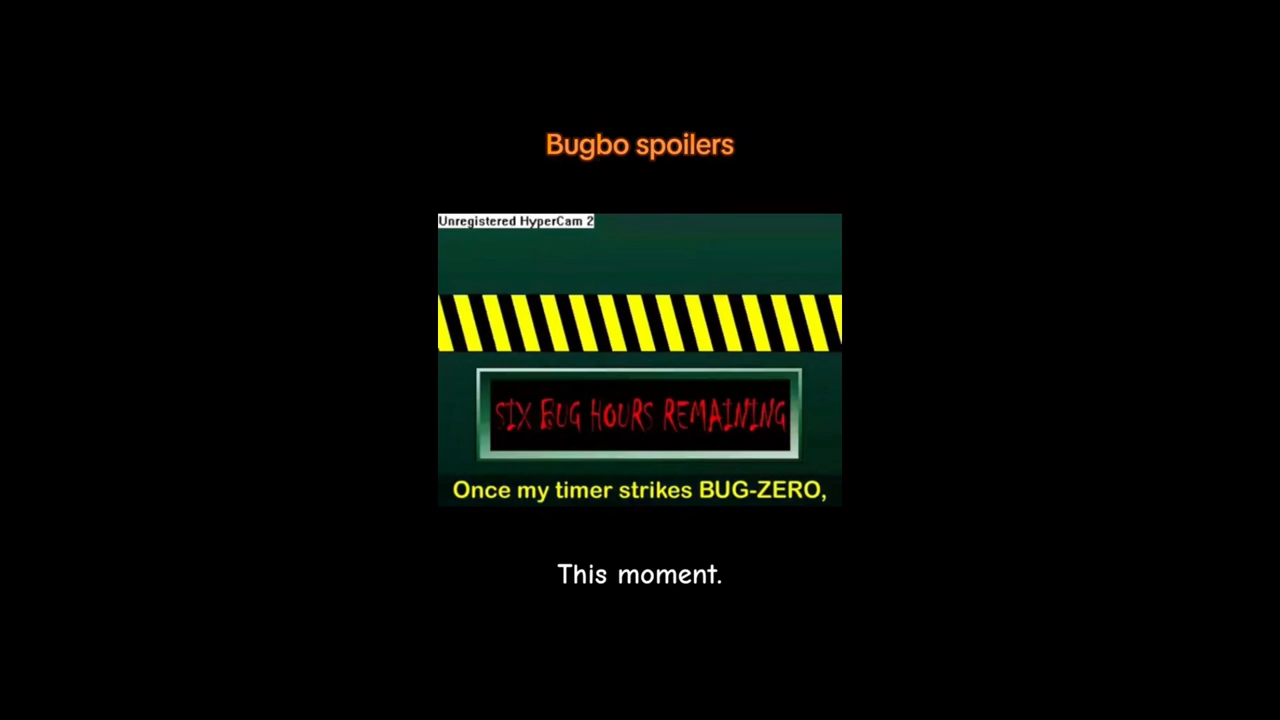 Bugbo spoilers
Unregistered HyperCam 2
SIX BUG HOURS REMAINING
Once my timer strikes BUG-ZERO,
This moment.